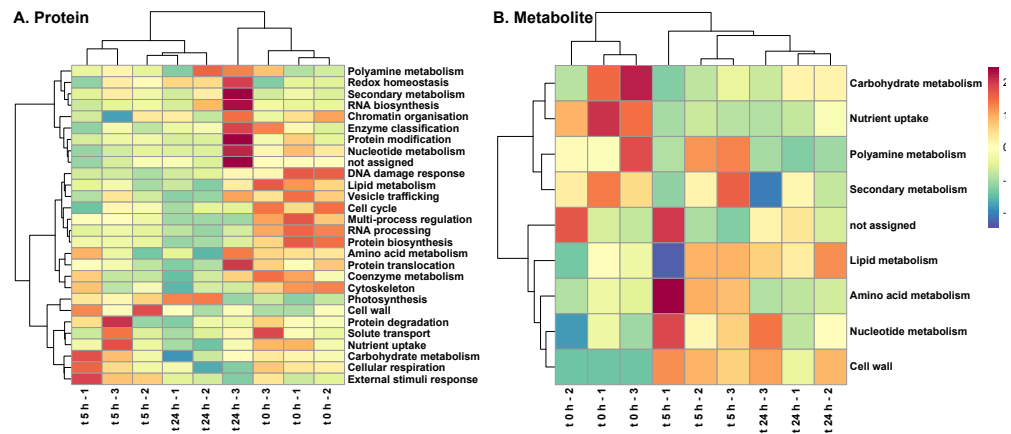 A. Protein
Polyamine metabolism
Redox homeostasis
Secondary metabolism
RNA biosynthesis
Chromatin organisation
Enzyme classification
Protein modification
Nucleotide metabolism
not assigned
DNA damage response
Lipid metabolism
Vesicle trafficking
Cell cycle
Multi-process regulation
RNA processing
Protein biosynthesis
Amino acid metabolism
Protein translocation
Coenzyme metabolism
Cytoskeleton
Photosynthesis
Cell wall
Protein degradation
Solute transport
Nutrient uptake
Carbohydrate metabolism
Cellular respiration
External stimuli response
t 5 h - 1
t 5 h - 3
t 5 h - 2
t 24 h - 1
t 24 h - 2
t 24 h - 3
t 0 h - 3
t 0 h - 1
t 0 h - 2
B. Metabolite
Carbohydrate metabolism
Nutrient uptake
Polyamine metabolism
Secondary metabolism
not assigned
Lipid metabolism
Amino acid metabolism
Nucleotide metabolism
Cell wall
t 0 h - 2
t 0 h - 1
t 0 h - 3
t 5 h - 1
t 5 h - 2
t 5 h - 3
t 24 h - 3
t 24 h - 1
t 24 h - 2